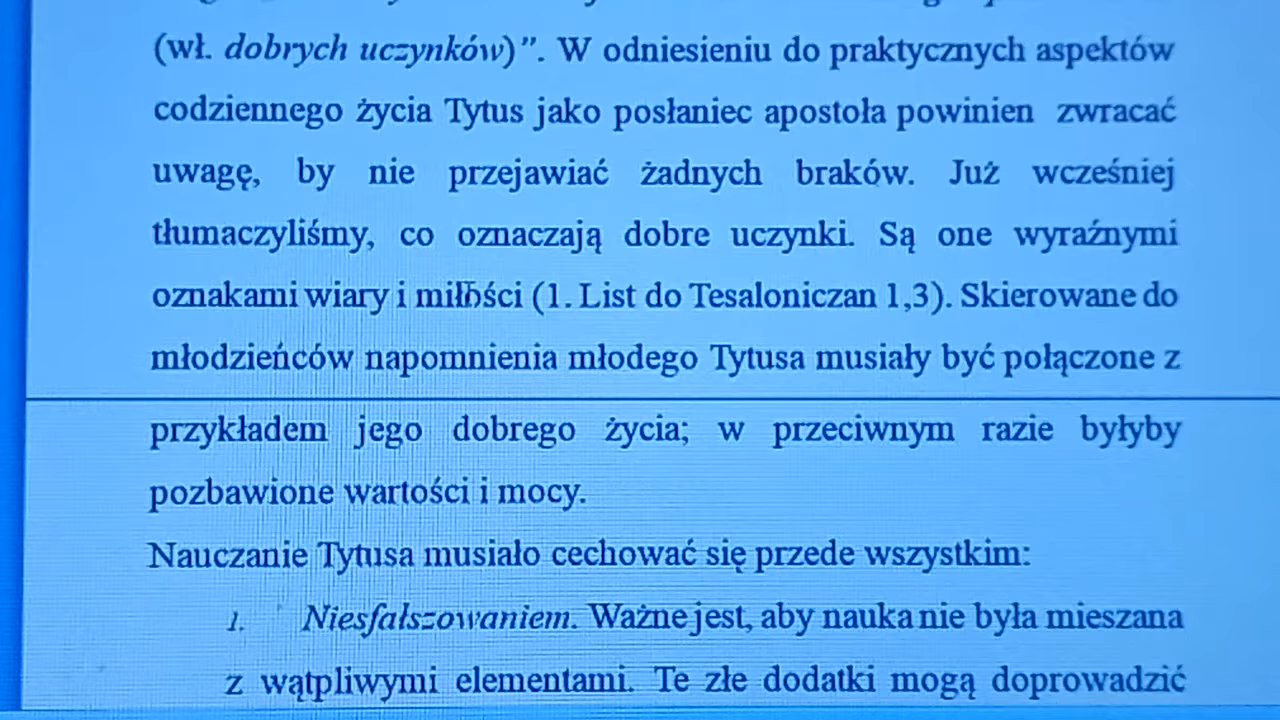 (wł. dobrych uczynków)”. W odniesieniu do praktycznych aspektów
codziennego życia Tytus jako posłaniec apostoła powinien zwracać
uwagę, by nie przejawiać żadnych braków. Już wcześniej
tłumaczyliśmy, co oznaczają dobre uczynki. Są one wyraźnymi
oznakami wiary i miłości (1. List do Tesaloniczan 1,3). Skierowane do
młodzieńców napomnienia młodego Tytusa musiały być połączone z
przykładem jego dobrego życia; w przeciwnym razie byłyby
pozbawione wartości i mocy.
Nauczanie Tytusa musiało cechować się przede wszystkim:
1. Niesfałszowaniem. Ważne jest, aby nauka nie była mieszana
z wątpliwymi elementami. Te złe dodatki mogą doprowadzić